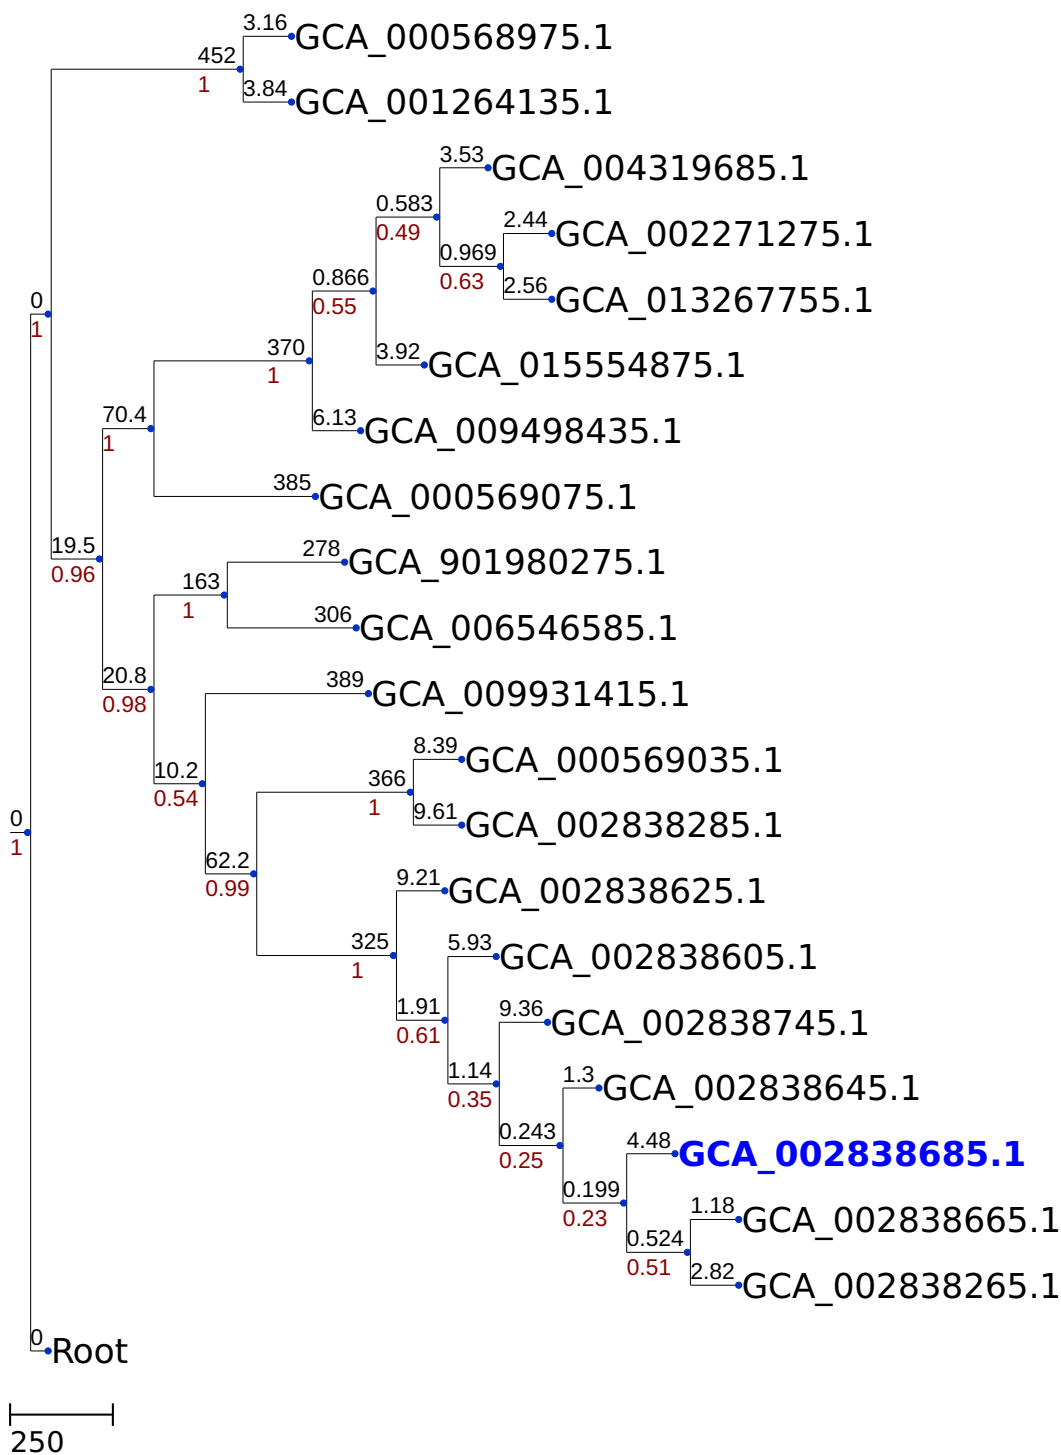 3.16
GCA_000568975.1
452
1
3.84
GCA_001264135.1
3.53
GCA_004319685.1
0.583
0.49
2.44
GCA_002271275.1
0.969
0.63
0.866
0.55
2.56
GCA_013267755.1
0
1
370
1
3.92
GCA_015554875.1
70.4
1
6.13
GCA_009498435.1
385
GCA_000569075.1
19.5
0.96
278
GCA_901980275.1
163
1
306
GCA_006546585.1
20.8
0.98
389
GCA_009931415.1
8.39
GCA_000569035.1
10.2
0.54
366
1
9.61
GCA_002838285.1
0
1
62.2
0.99
9.21
GCA_002838625.1
325
1
5.93
GCA_002838605.1
1.91
0.61
9.36
GCA_002838745.1
1.14
0.35
1.3
GCA_002838645.1
0.243
0.25
4.48
GCA_002838685.1
0.199
0.23
1.18
GCA_002838665.1
0.524
0.51
2.82
GCA_002838265.1
0
Root
250